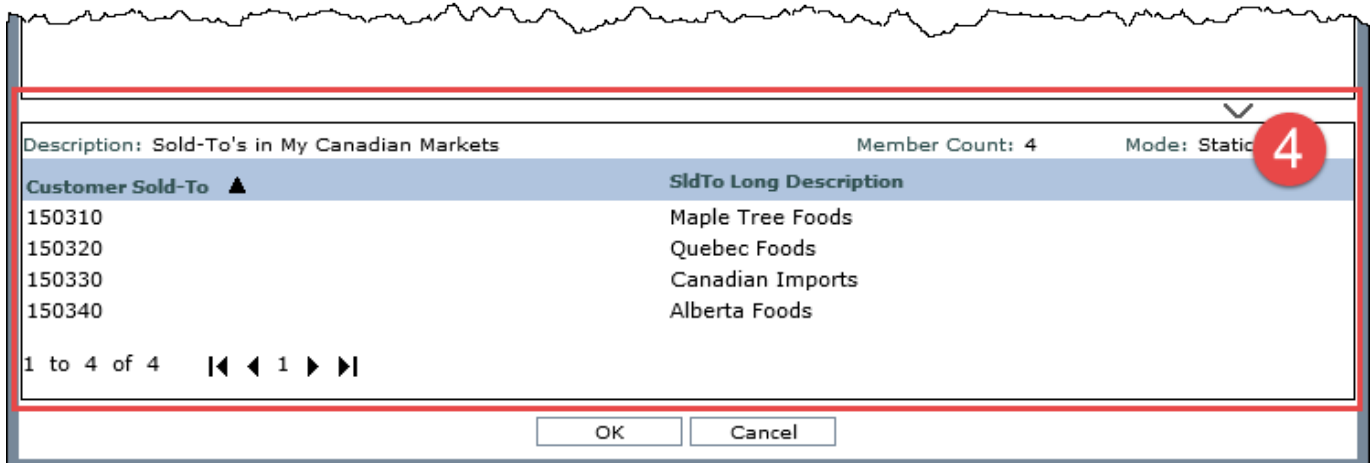 Description: Sold-To's in My Canadian Markets Member Count: 4 Mode: Static
4
Customer Sold-To ▲ SldTo Long Description
150310 Maple Tree Foods
150320 Quebec Foods
150330 Canadian Imports
150340 Alberta Foods
1 to 4 of 4 1
OK Cancel